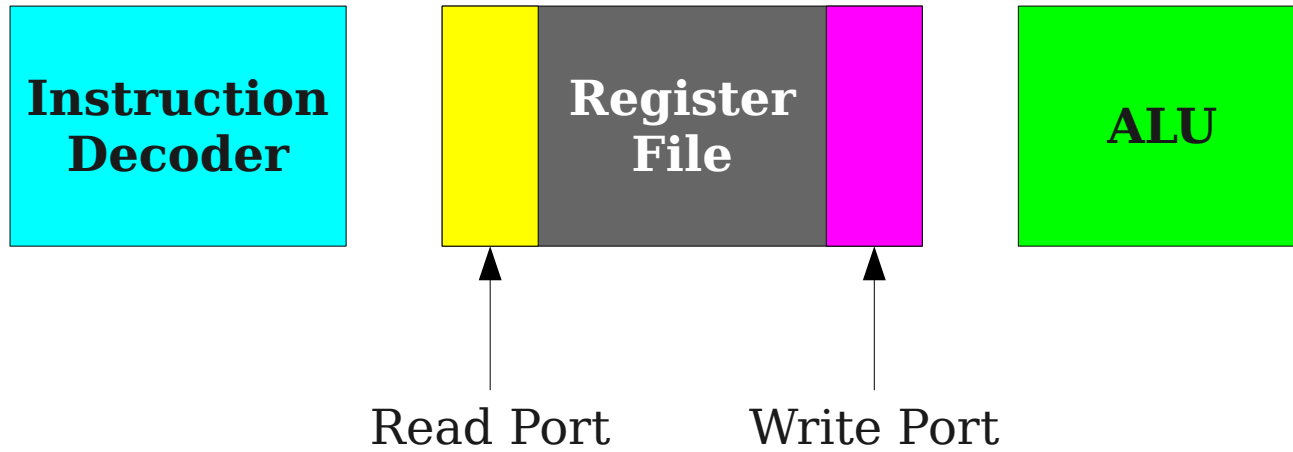 Instruction
Decoder
Register
File
ALU
Read Port
Write Port